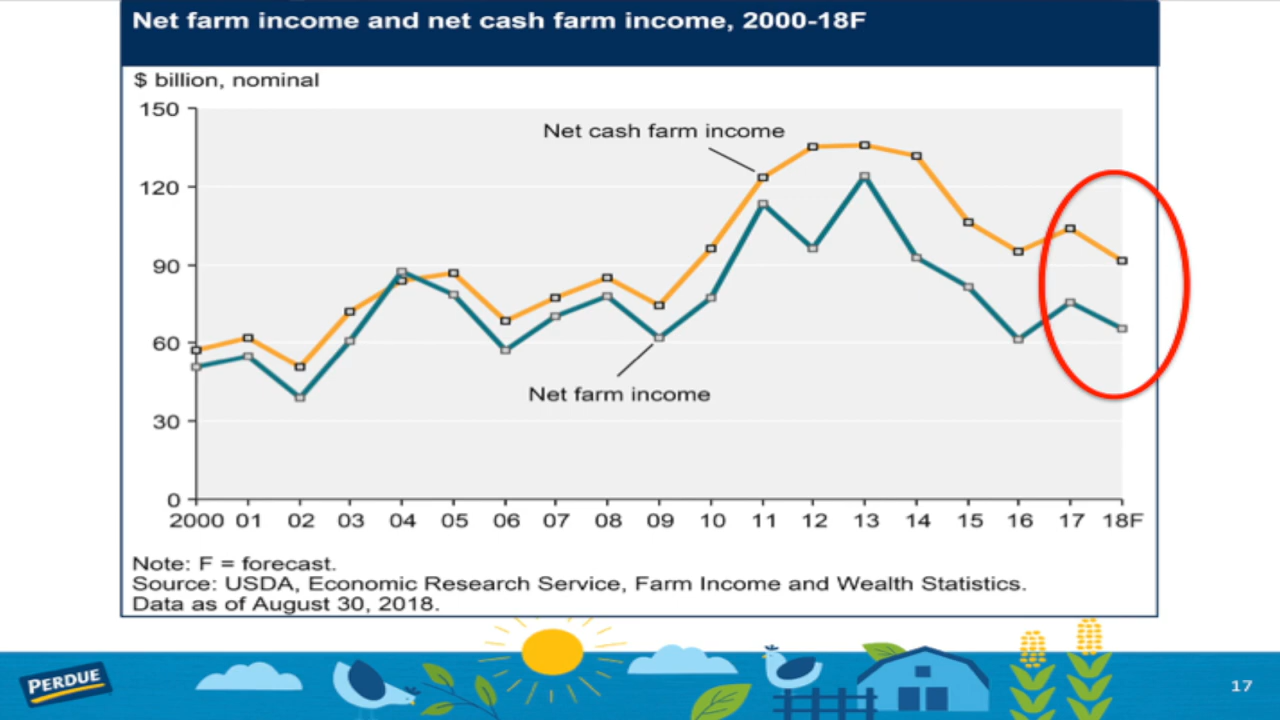 Net farm income and net cash farm income, 2000-18F
$ billion, nominal
150
120
90
60
30
0
Net cash farm income
Net farm income
2000 01 02 03 04 05 06 07 08 09 10 11 12 13 14 15 16 17 18F
Note: F = forecast.
Source: USDA, Economic Research Service, Farm Income and Wealth Statistics.
Data as of August 30, 2018.
PERDUE
17